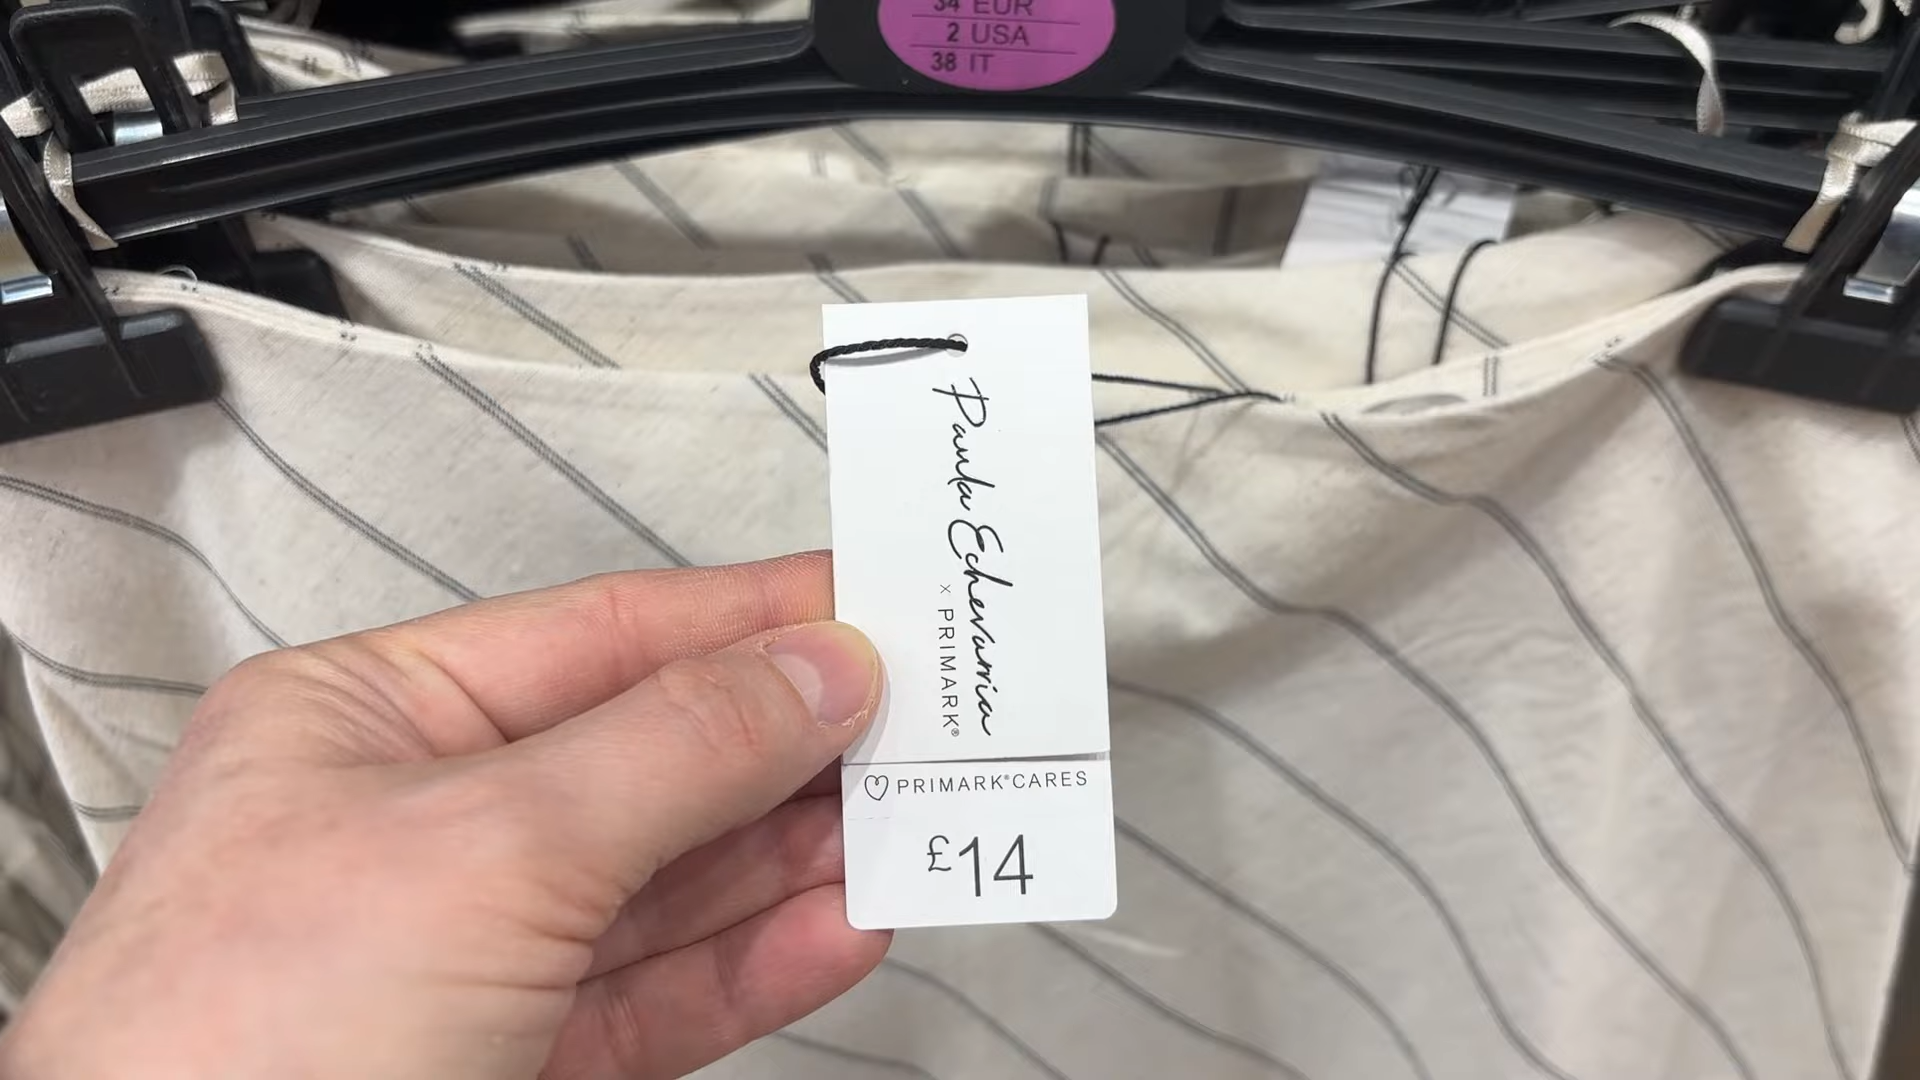 34 EUR
2 USA
38 IT
Paula Echevarria
x PRIMARK®
PRIMARK®CARES
£14